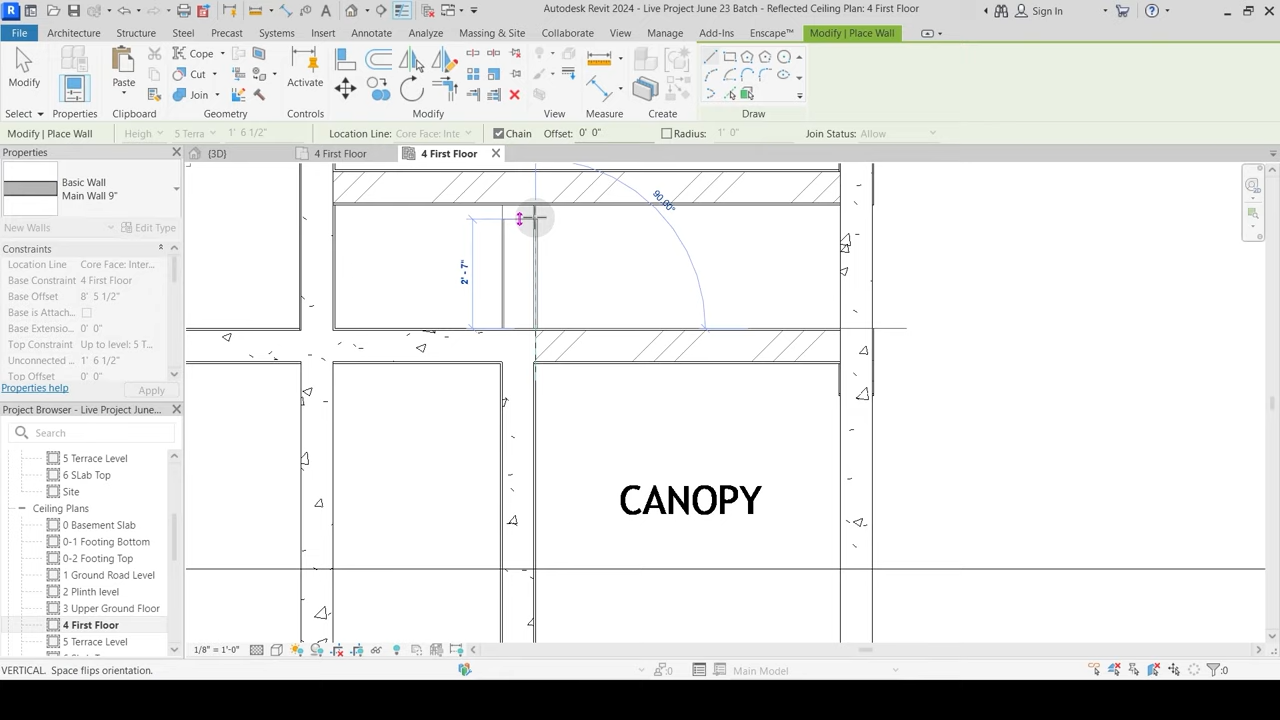 Autodesk Revit 2024 - Live Project June 23 Batch - Reflected Ceiling Plan: 4 First Floor
Sign In
File
Architecture
Structure
Steel
Precast
Systems
Insert
Annotate
Analyze
Massing & Site
Collaborate
View
Manage
Add-Ins
Enscape™
Modify | Place Wall
Modify
Paste
Cope
Cut
Join
Activate
Select
Properties
Clipboard
Geometry
Controls
Modify
View
Measure
Create
Draw
Modify | Place Wall
Heigh
5 Terra
1' 6 1/2"
Location Line:
Core Face: Inte
Chain
Offset:
0' 0"
Radius:
1' 0"
Join Status:
Allow
Properties
{3D}
4 First Floor
4 First Floor
Basic Wall
Main Wall 9"
New Walls
Edit Type
Constraints
Location Line
Core Face: Inter...
Base Constraint
4 First Floor
Base Offset
8' 5 1/2"
Base is Attach...
Base Extensio...
0' 0"
Top Constraint
Up to level: 5 T...
Unconnected ...
1' 6 1/2"
Top Offset
0' 0"
Properties help
Apply
Project Browser - Live Project June...
Search
5 Terrace Level
6 SLab Top
Site
Ceiling Plans
0 Basement Slab
0-1 Footing Bottom
0-2 Footing Top
1 Ground Road Level
2 Plinth level
3 Upper Ground Floor
4 First Floor
5 Terrace Level
90.00°
2' - 7"
CANOPY
1/8" = 1'-0"
VERTICAL. Space flips orientation.
:0
Main Model
:0